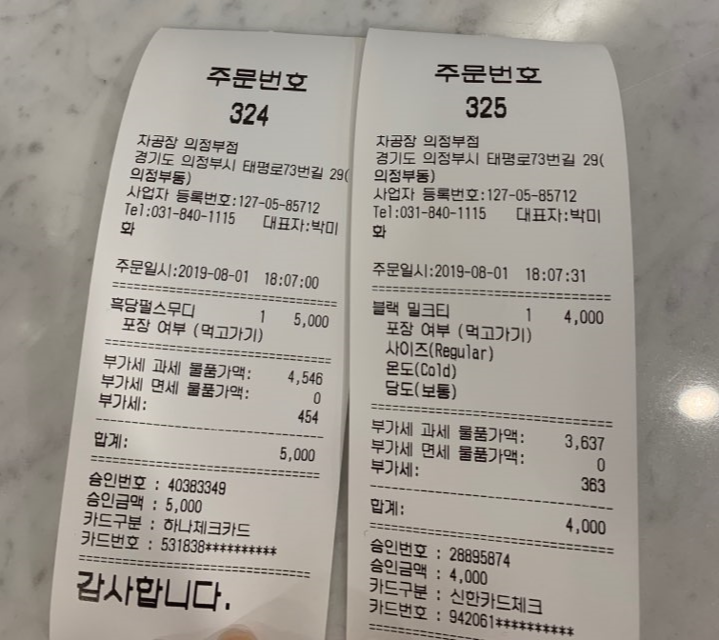 주문번호
324
차공장 의정부점
경기도 의정부시 태평로73번길 29(
의정부동)
사업자 등록번호:127-05-85712
Tel:031-840-1115 대표자:박미
화
주문일시:2019-08-01 18:07:00
흑당펄스무디 1 5,000
포장 여부 (먹고가기)
부가세 과세 물품가액: 4,546
부가세 면세 물품가액: 0
부가세: 454
합계: 5,000
승인번호 : 40383349
승인금액 : 5,000
카드구분 : 하나체크카드
카드번호 : 531838**********
감사합니다.
주문번호
325
차공장 의정부점
경기도 의정부시 태평로73번길 29(
의정부동)
사업자 등록번호:127-05-85712
Tel:031-840-1115 대표자:박미
화
주문일시:2019-08-01 18:07:31
블랙 밀크티 1 4,000
포장 여부 (먹고가기)
사이즈(Regular)
온도(Cold)
당도(보통)
부가세 과세 물품가액: 3,637
부가세 면세 물품가액: 0
부가세: 363
합계: 4,000
승인번호 : 28895874
승인금액 : 4,000
카드구분 : 신한카드체크
카드번호 : 942061**********